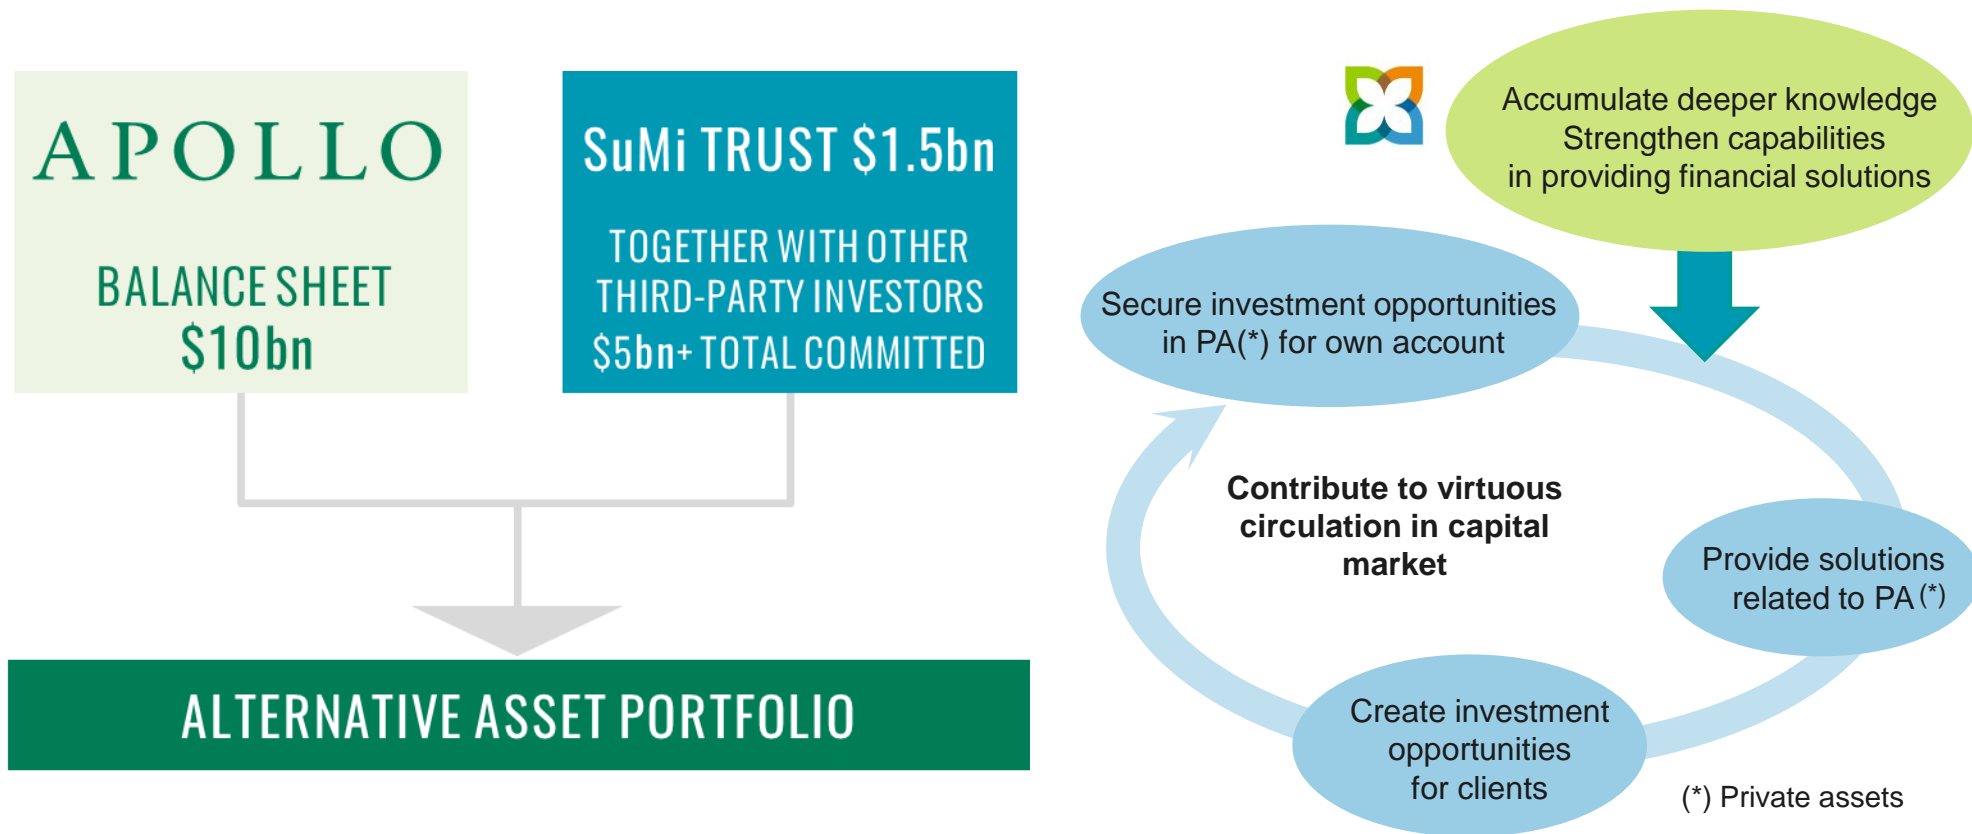 APOLLO
BALANCE SHEET
$10bn
SuMi TRUST $1.5bn
TOGETHER WITH OTHER
THIRD-PARTY INVESTORS
$5bn+ TOTAL COMMITTED
ALTERNATIVE ASSET PORTFOLIO
Accumulate deeper knowledge
Strengthen capabilities
in providing financial solutions
Secure investment opportunities
in PA(*) for own account
Contribute to virtuous
circulation in capital
market
Provide solutions
related to PA (*)
Create investment
opportunities
for clients
(*) Private assets